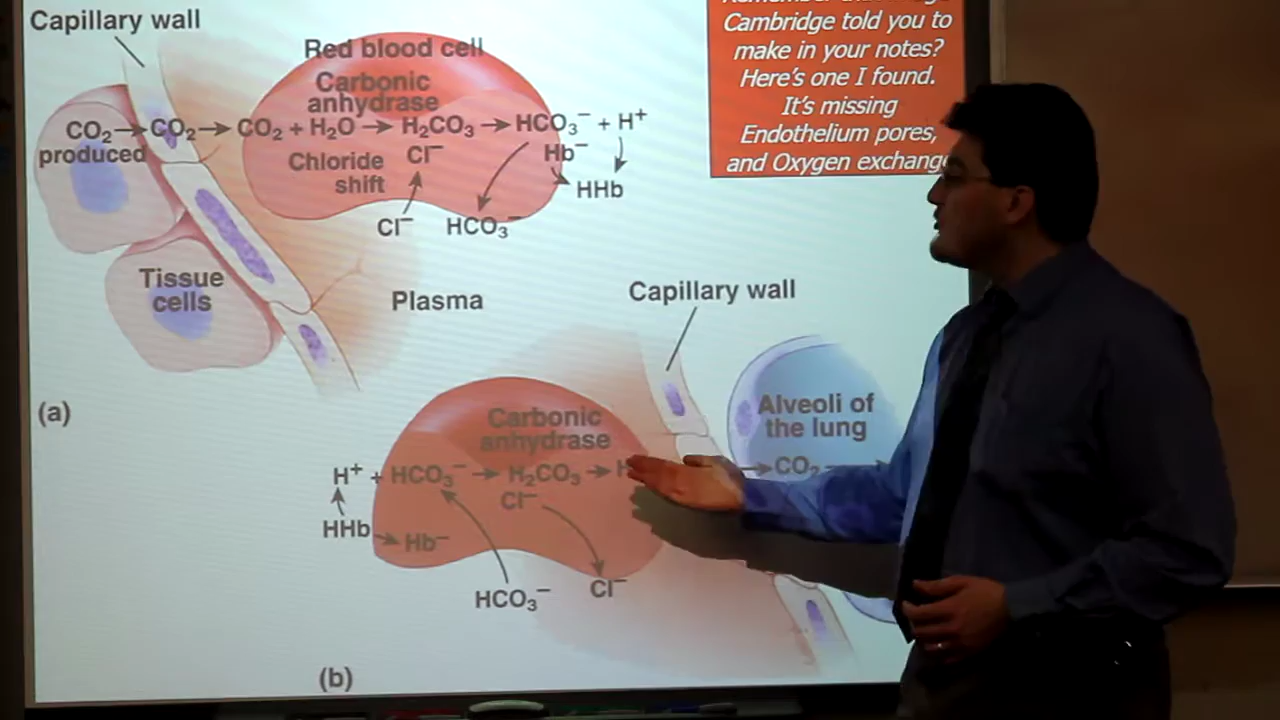 Capillary wall
Red blood cell
Carbonic
anhydrase
CO₂ → CO₂ → CO₂ + H₂O → H₂CO₃ → HCO₃⁻ + H⁺
produced
Chloride
shift
Cl⁻
Hb⁻
HHb
Cl⁻
HCO₃⁻
Tissue
cells
Plasma
(a)
Cambridge told you to
make in your notes?
Here's one I found.
It's missing
Endothelium pores,
and Oxygen exchange
Capillary wall
Carbonic
anhydrase
Alveoli of
the lung
H⁺ + HCO₃⁻ → H₂CO₃ → H
→ CO₂
Cl⁻
HHb
Hb⁻
HCO₃⁻
Cl⁻
(b)